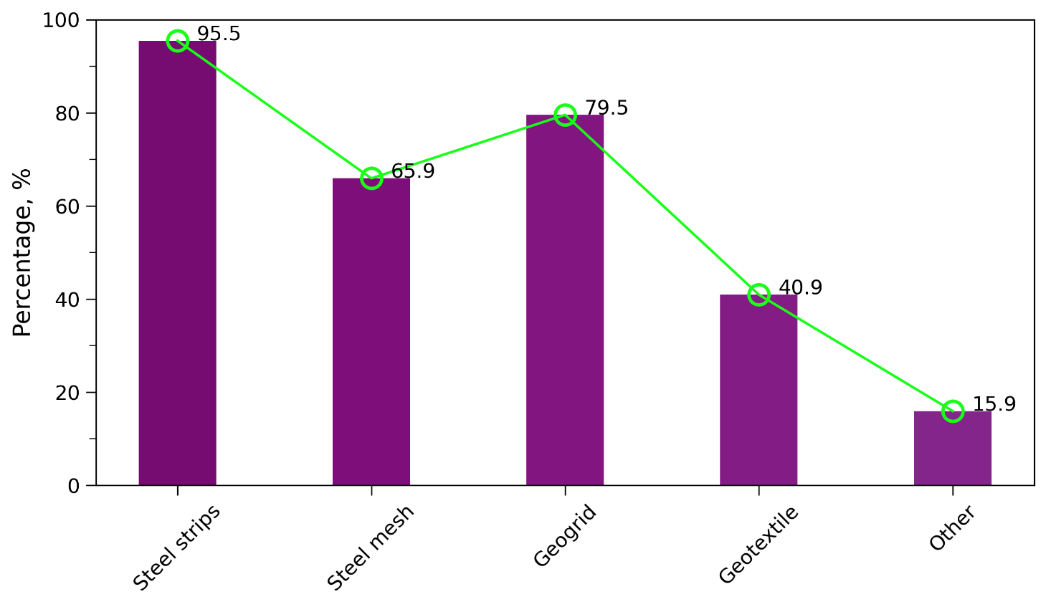 Percentage, %
100
80
60
40
20
0
95.5
65.9
79.5
40.9
15.9
Steel strips
Steel mesh
Geogrid
Geotextile
Other